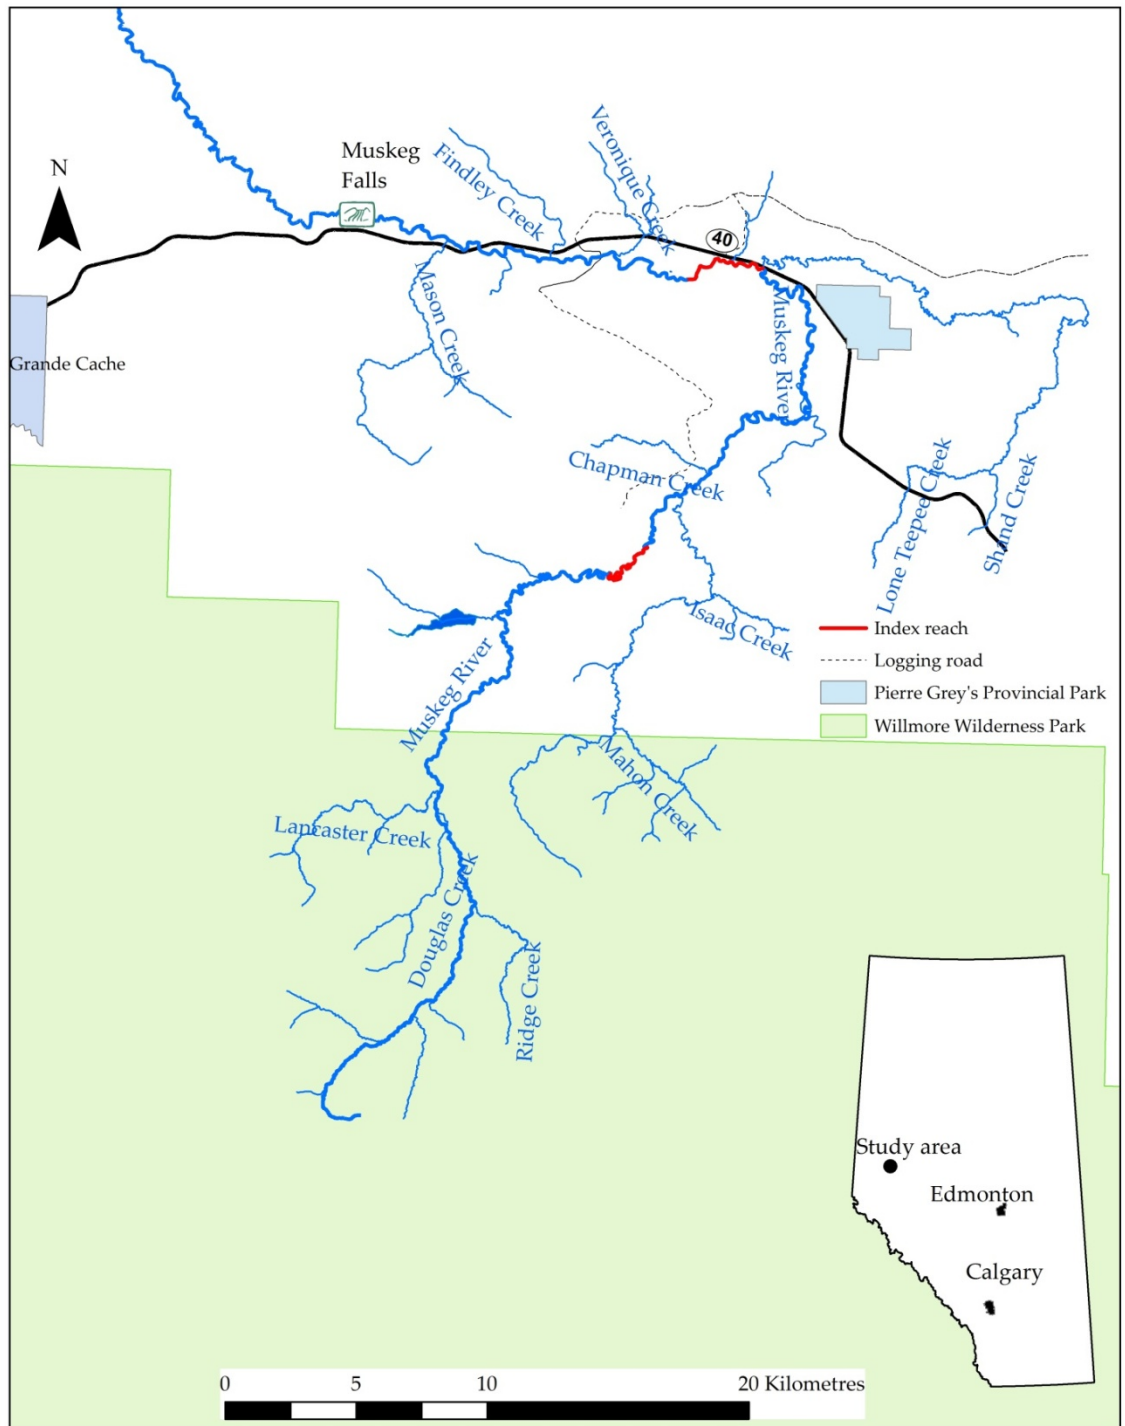 N
Muskeg
Falls
Findley Creek
Veronique Creek
40
Mason Creek
Muskeg River
Grande Cache
Chapman Creek
Lone Teepee Creek
Shand Creek
Isaac Creek
Index reach
Logging road
Pierre Grey's Provincial Park
Willmore Wilderness Park
Muskeg River
Mahon Creek
Lancaster Creek
Douglas Creek
Ridge Creek
Study area
Edmonton
Calgary
0 5 10 20 Kilometres